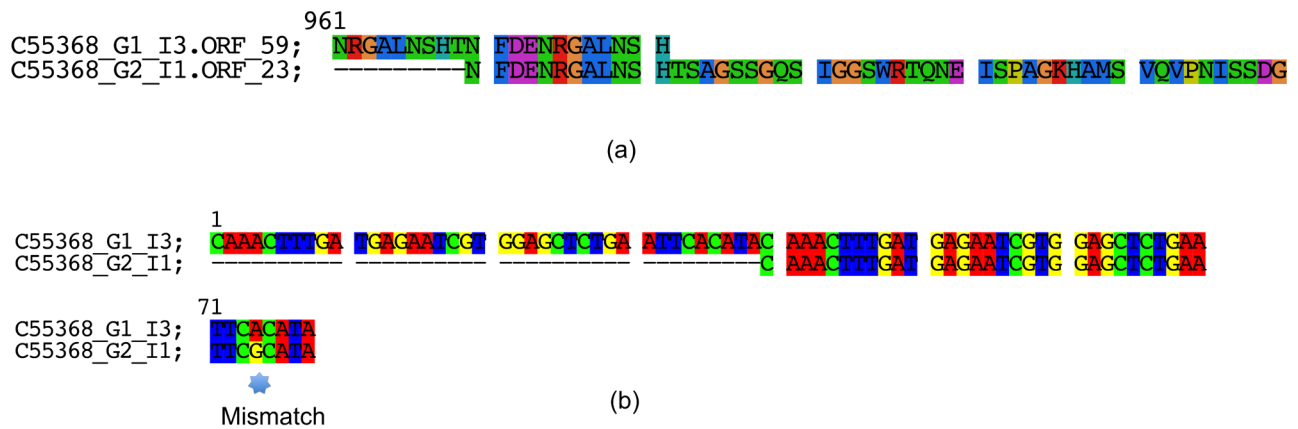 961
C55368_G1_I3.ORF_59; NRGALNSHTN FDENRGALNS H
C55368_G2_I1.ORF_23; ---------N FDENRGALNS HTSAGSSGQS IGGSWRTQNE ISPAGKHAMS VQVPNISSDG
(a)
1
C55368_G1_I3; CAAACTTTGA TGAGAATCGT GGAGCTCTGA ATTCACATAC AAACTTTGAT GAGAATCGTG GAGCTCTGAA
C55368_G2_I1; ---------- ---------- ---------- ---------C AAACTTTGAT GAGAATCGTG GAGCTCTGAA
71
C55368_G1_I3; TTCACATA
C55368_G2_I1; TTCGCATA
Mismatch
(b)